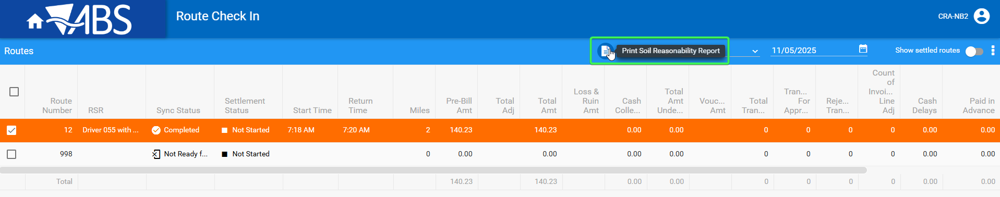 ABS
Route Check In
CRA-NB2
Routes
Print Soil Reasonability Report
11/05/2025
Show settled routes
Route Number
RSR
Sync Status
Settlement Status
Start Time
Return Time
Miles
Pre-Bill Amt
Total Adj
Total Amt
Loss & Ruin Amt
Cash Colle...
Total Amt Unde...
Vouc... Amt
Total Tran...
Tran... For Appr...
Reje... Tran...
Count of Invoi... Line Adj
Cash Delays
Paid in Advance
12 Driver 055 with ... Completed Not Started 7:18 AM 7:20 AM 2 140.23 140.23 0.00 0.00 0 0 0 0 0.00 0.00
998 Not Ready f... Not Started 0 0.00 0.00 0.00 0.00 0 0 0 0 0.00 0.00
Total 140.23 140.23 0.00 0.00 0 0 0 0 0.00 0.00